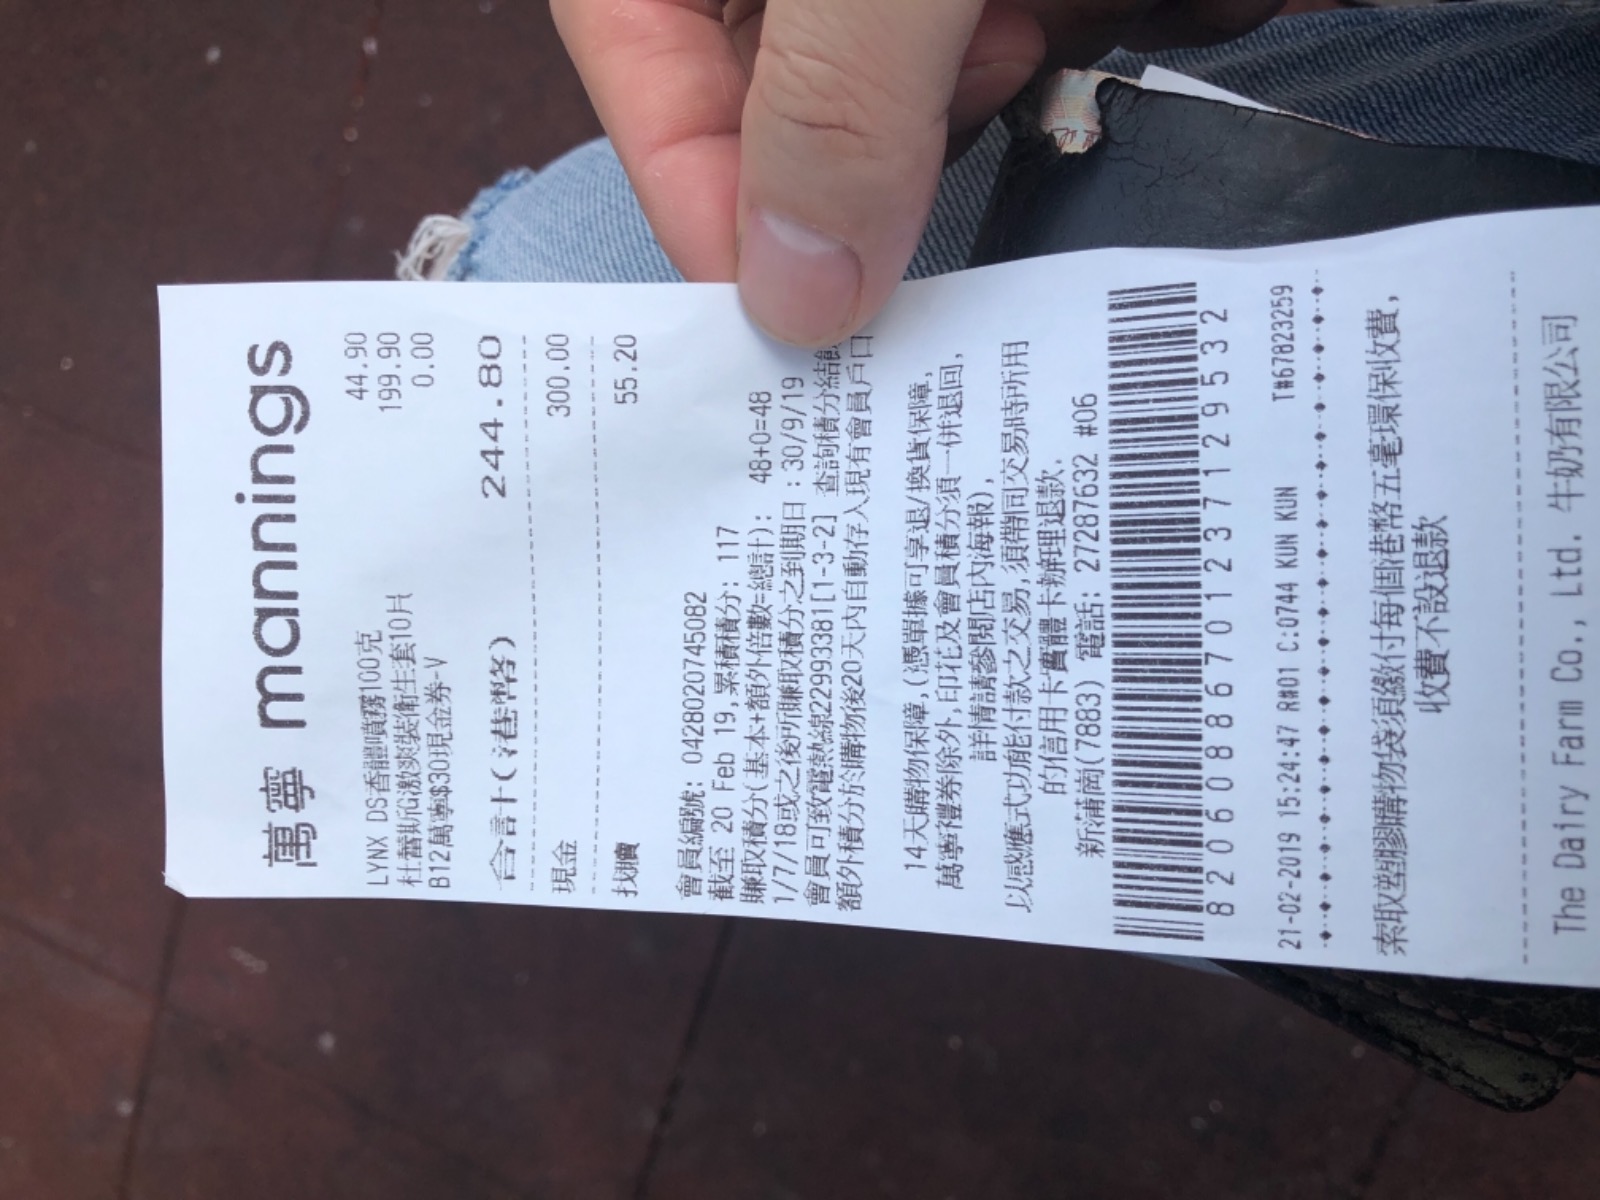 萬寧 mannings
LYNX DS香體噴霧100克 44.90
杜蕾斯G激爽裝衛生套10片 199.90
B12萬寧$30現金券-V 0.00
合計(港幣) 244.80
現金 300.00
找贖 55.20
會員編號: 0428020745082
截至 20 Feb 19,累積積分: 117
賺取積分(基本+額外倍數=總計): 48+0=48
1/7/18或之後所賺取積分之到期日:30/9/19
會員可致電熱線22993381[1-3-2] 查詢積分結餘
額外積分於購物後20天內自動存入現有會員戶口
14天購物保障,(憑單據可享退/換貨保障,
萬寧禮券除外,印花及會員積分須一併退回,
詳情請參閱店內海報),
以感應式功能付款之交易,須帶同交易時所用
的信用卡實體卡辦理退款.
新蒲崗(7883) 電話: 27287632 #06
820608867012371295​32
21-02-2019 15:24:47 R#01 C:0744 KUN KUN T#67823259
索取塑膠購物袋須繳付每個港幣五毫環保收費,
收費不設退款
The Dairy Farm Co., Ltd. 牛奶有限公司